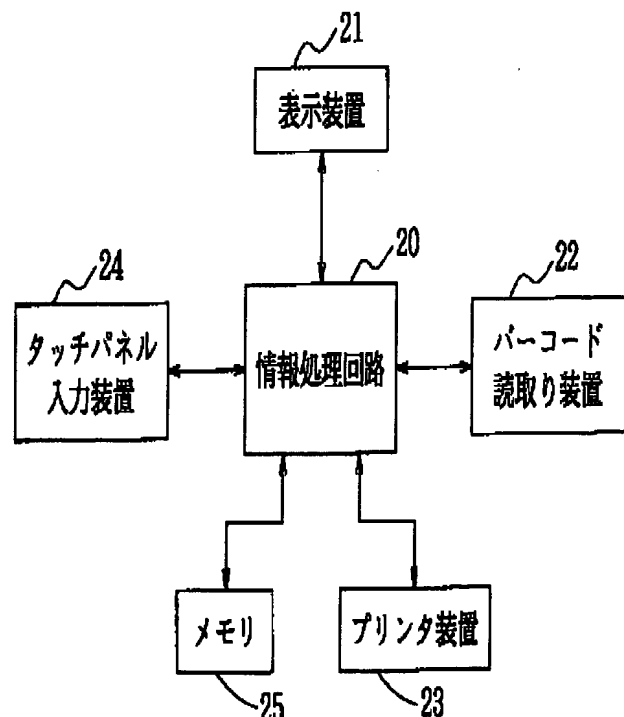 21
表示装置
24
20
22
タッチパネル
入力装置
情報処理回路
バーコード
読取り装置
メモリ
プリンタ装置
25
23